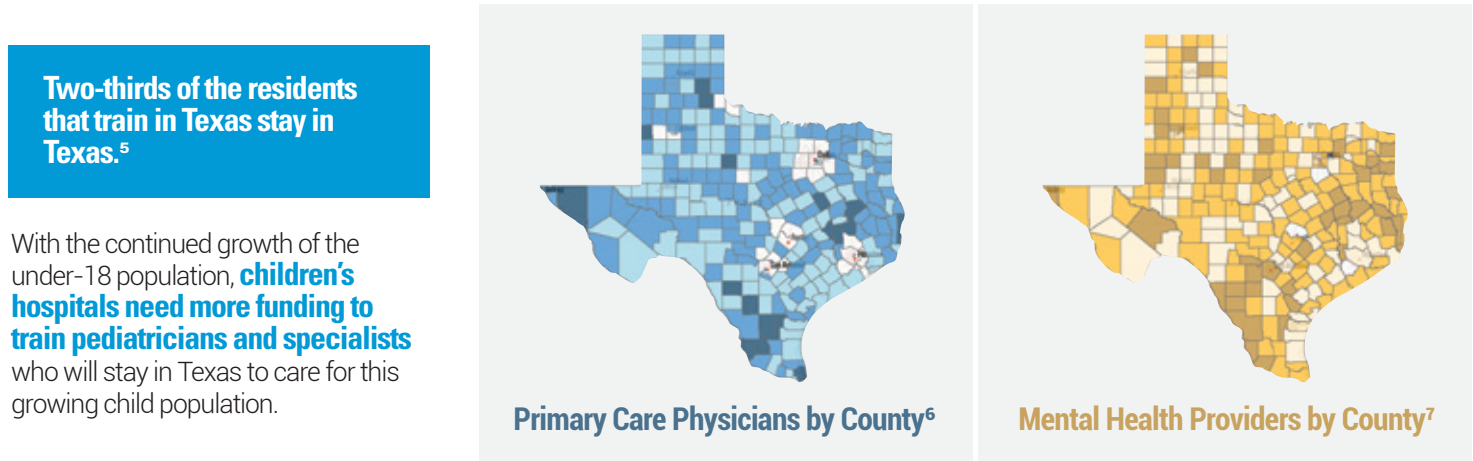 Two-thirds of the residents
that train in Texas stay in
Texas.⁵
With the continued growth of the
under-18 population, children’s
hospitals need more funding to
train pediatricians and specialists
who will stay in Texas to care for this
growing child population.
Primary Care Physicians by County⁶
Mental Health Providers by County⁷